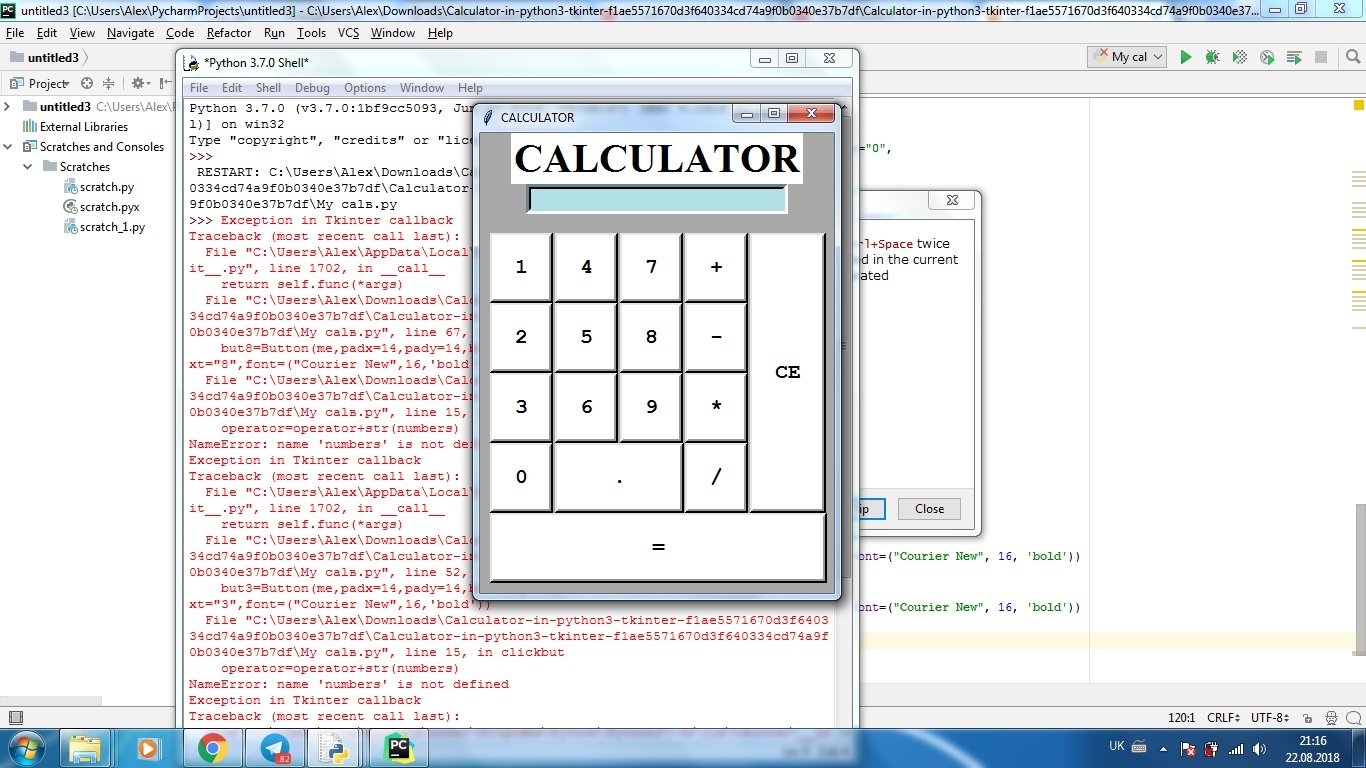 untitled3 [C:\Users\Alex\PycharmProjects\untitled3] - C:\Users\Alex\Downloads\Calculator-in-python3-tkinter-f1ae5571670d3f640334cd74a9f0b0340e37b7df\Calculator-in-python3-tkinter-f1ae5571670d3f640334cd74a9f0b0340e37...
File Edit View Navigate Code Refactor Run Tools VCS Window Help
untitled3
My cal
Project
untitled3 C:\Users\Alex\P
External Libraries
Scratches and Consoles
Scratches
scratch.py
scratch.pyx
scratch_1.py
*Python 3.7.0 Shell*
File Edit Shell Debug Options Window Help
Python 3.7.0 (v3.7.0:1bf9cc5093, Jun
l)] on win32
Type "copyright", "credits" or "lice
>>>
RESTART: C:\Users\Alex\Downloads\Ca
0334cd74a9f0b0340e37b7df\Calculator-
9f0b0340e37b7df\My calв.py
>>> Exception in Tkinter callback
Traceback (most recent call last):
File "C:\Users\Alex\AppData\Local\
it__.py", line 1702, in __call__
return self.func(*args)
File "C:\Users\Alex\Downloads\Calc
34cd74a9f0b0340e37b7df\Calculator-in
0b0340e37b7df\My calв.py", line 67,
but8=Button(me,padx=14,pady=14,b
xt="8",font=("Courier New",16,'bold
File "C:\Users\Alex\Downloads\Calc
34cd74a9f0b0340e37b7df\Calculator-in
0b0340e37b7df\My calв.py", line 15,
operator=operator+str(numbers)
NameError: name 'numbers' is not defi
Exception in Tkinter callback
Traceback (most recent call last):
File "C:\Users\Alex\AppData\Local\
it__.py", line 1702, in __call__
return self.func(*args)
File "C:\Users\Alex\Downloads\Calc
34cd74a9f0b0340e37b7df\Calculator-in
0b0340e37b7df\My calв.py", line 52,
but3=Button(me,padx=14,pady=14,b
xt="3",font=("Courier New",16,'bold'))
File "C:\Users\Alex\Downloads\Calculator-in-python3-tkinter-f1ae5571670d3f6403
34cd74a9f0b0340e37b7df\Calculator-in-python3-tkinter-f1ae5571670d3f640334cd74a9f
0b0340e37b7df\My calв.py", line 15, in clickbut
operator=operator+str(numbers)
NameError: name 'numbers' is not defined
Exception in Tkinter callback
Traceback (most recent call last):
CALCULATOR
CALCULATOR
1 4 7 +
2 5 8 -
3 6 9 *
CE
0 . /
=
="0",
rl+Space twice
d in the current
ated
ip Close
ont=("Courier New", 16, 'bold'))
ont=("Courier New", 16, 'bold'))
120:1 CRLF UTF-8
82
UK
21:16
22.08.2018